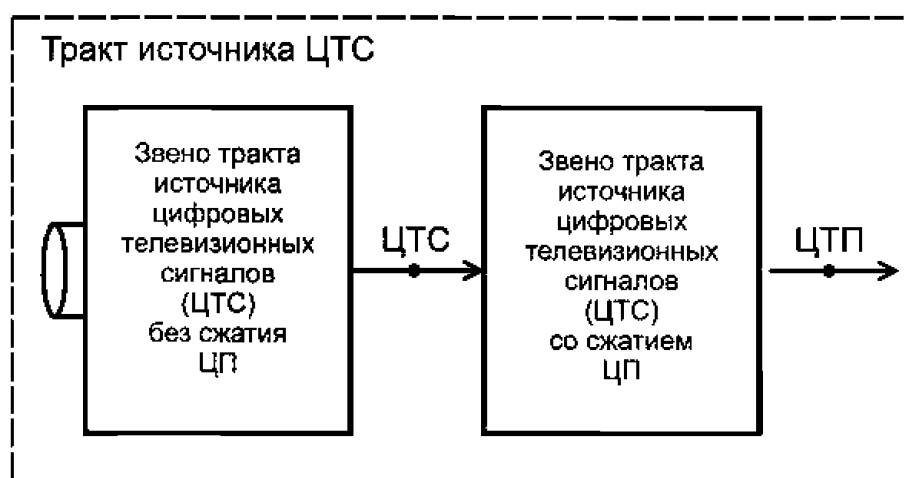 Тракт источника ЦТС
Звено тракта
источника
цифровых
телевизионных
сигналов
(ЦТС)
без сжатия
ЦП
ЦТС
Звено тракта
источника
цифровых
телевизионных
сигналов
(ЦТС)
со сжатием
ЦП
ЦТП